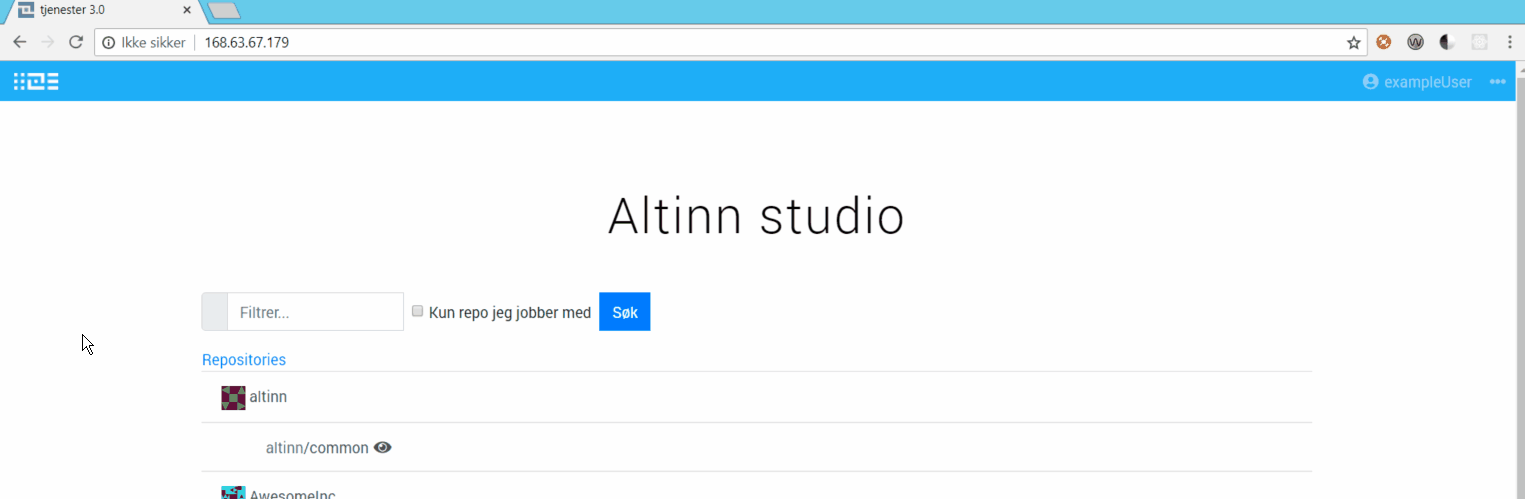 tjenester 3.0
Ikke sikker 168.63.67.179
exampleUser
Altinn studio
Filtrer... Kun repo jeg jobber med Søk
Repositories
altinn
altinn/common
AwesomeInc